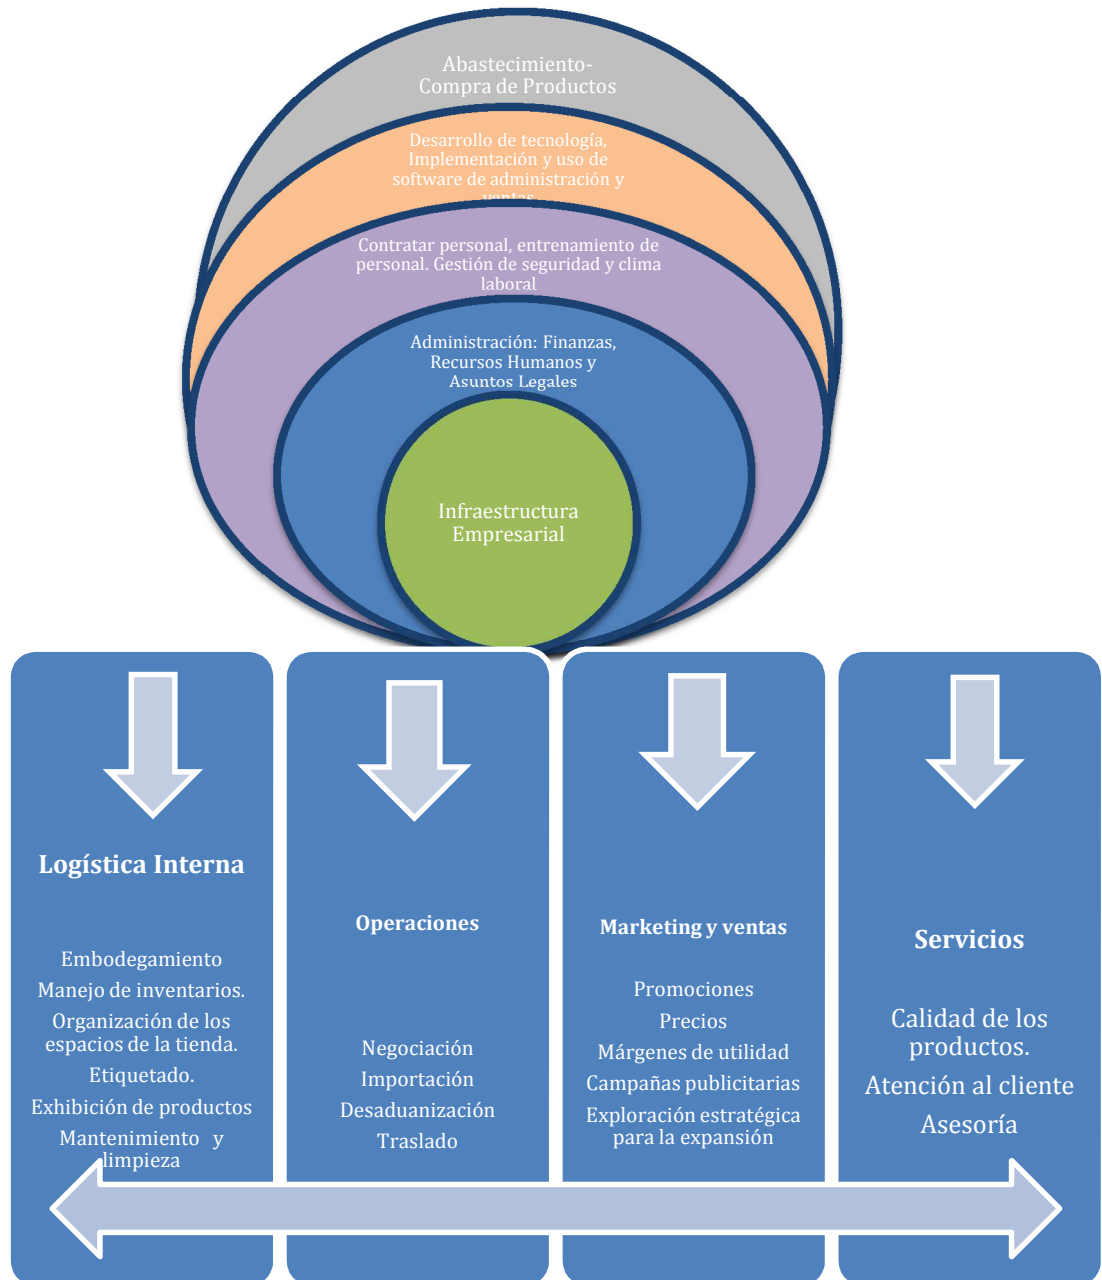 Abastecimiento-
Compra de Productos
Desarrollo de tecnología,
Implementación y uso de
software de administración y
ventas
Contratar personal, entrenamiento de
personal. Gestión de seguridad y clima
laboral
Administración: Finanzas,
Recursos Humanos y
Asuntos Legales
Infraestructura
Empresarial
Logística Interna
Embodegamiento
Manejo de inventarios.
Organización de los
espacios de la tienda.
Etiquetado.
Exhibición de productos
Mantenimiento y
limpieza
Operaciones
Negociación
Importación
Desaduanización
Traslado
Marketing y ventas
Promociones
Precios
Márgenes de utilidad
Campañas publicitarias
Exploración estratégica
para la expansión
Servicios
Calidad de los
productos.
Atención al cliente
Asesoría